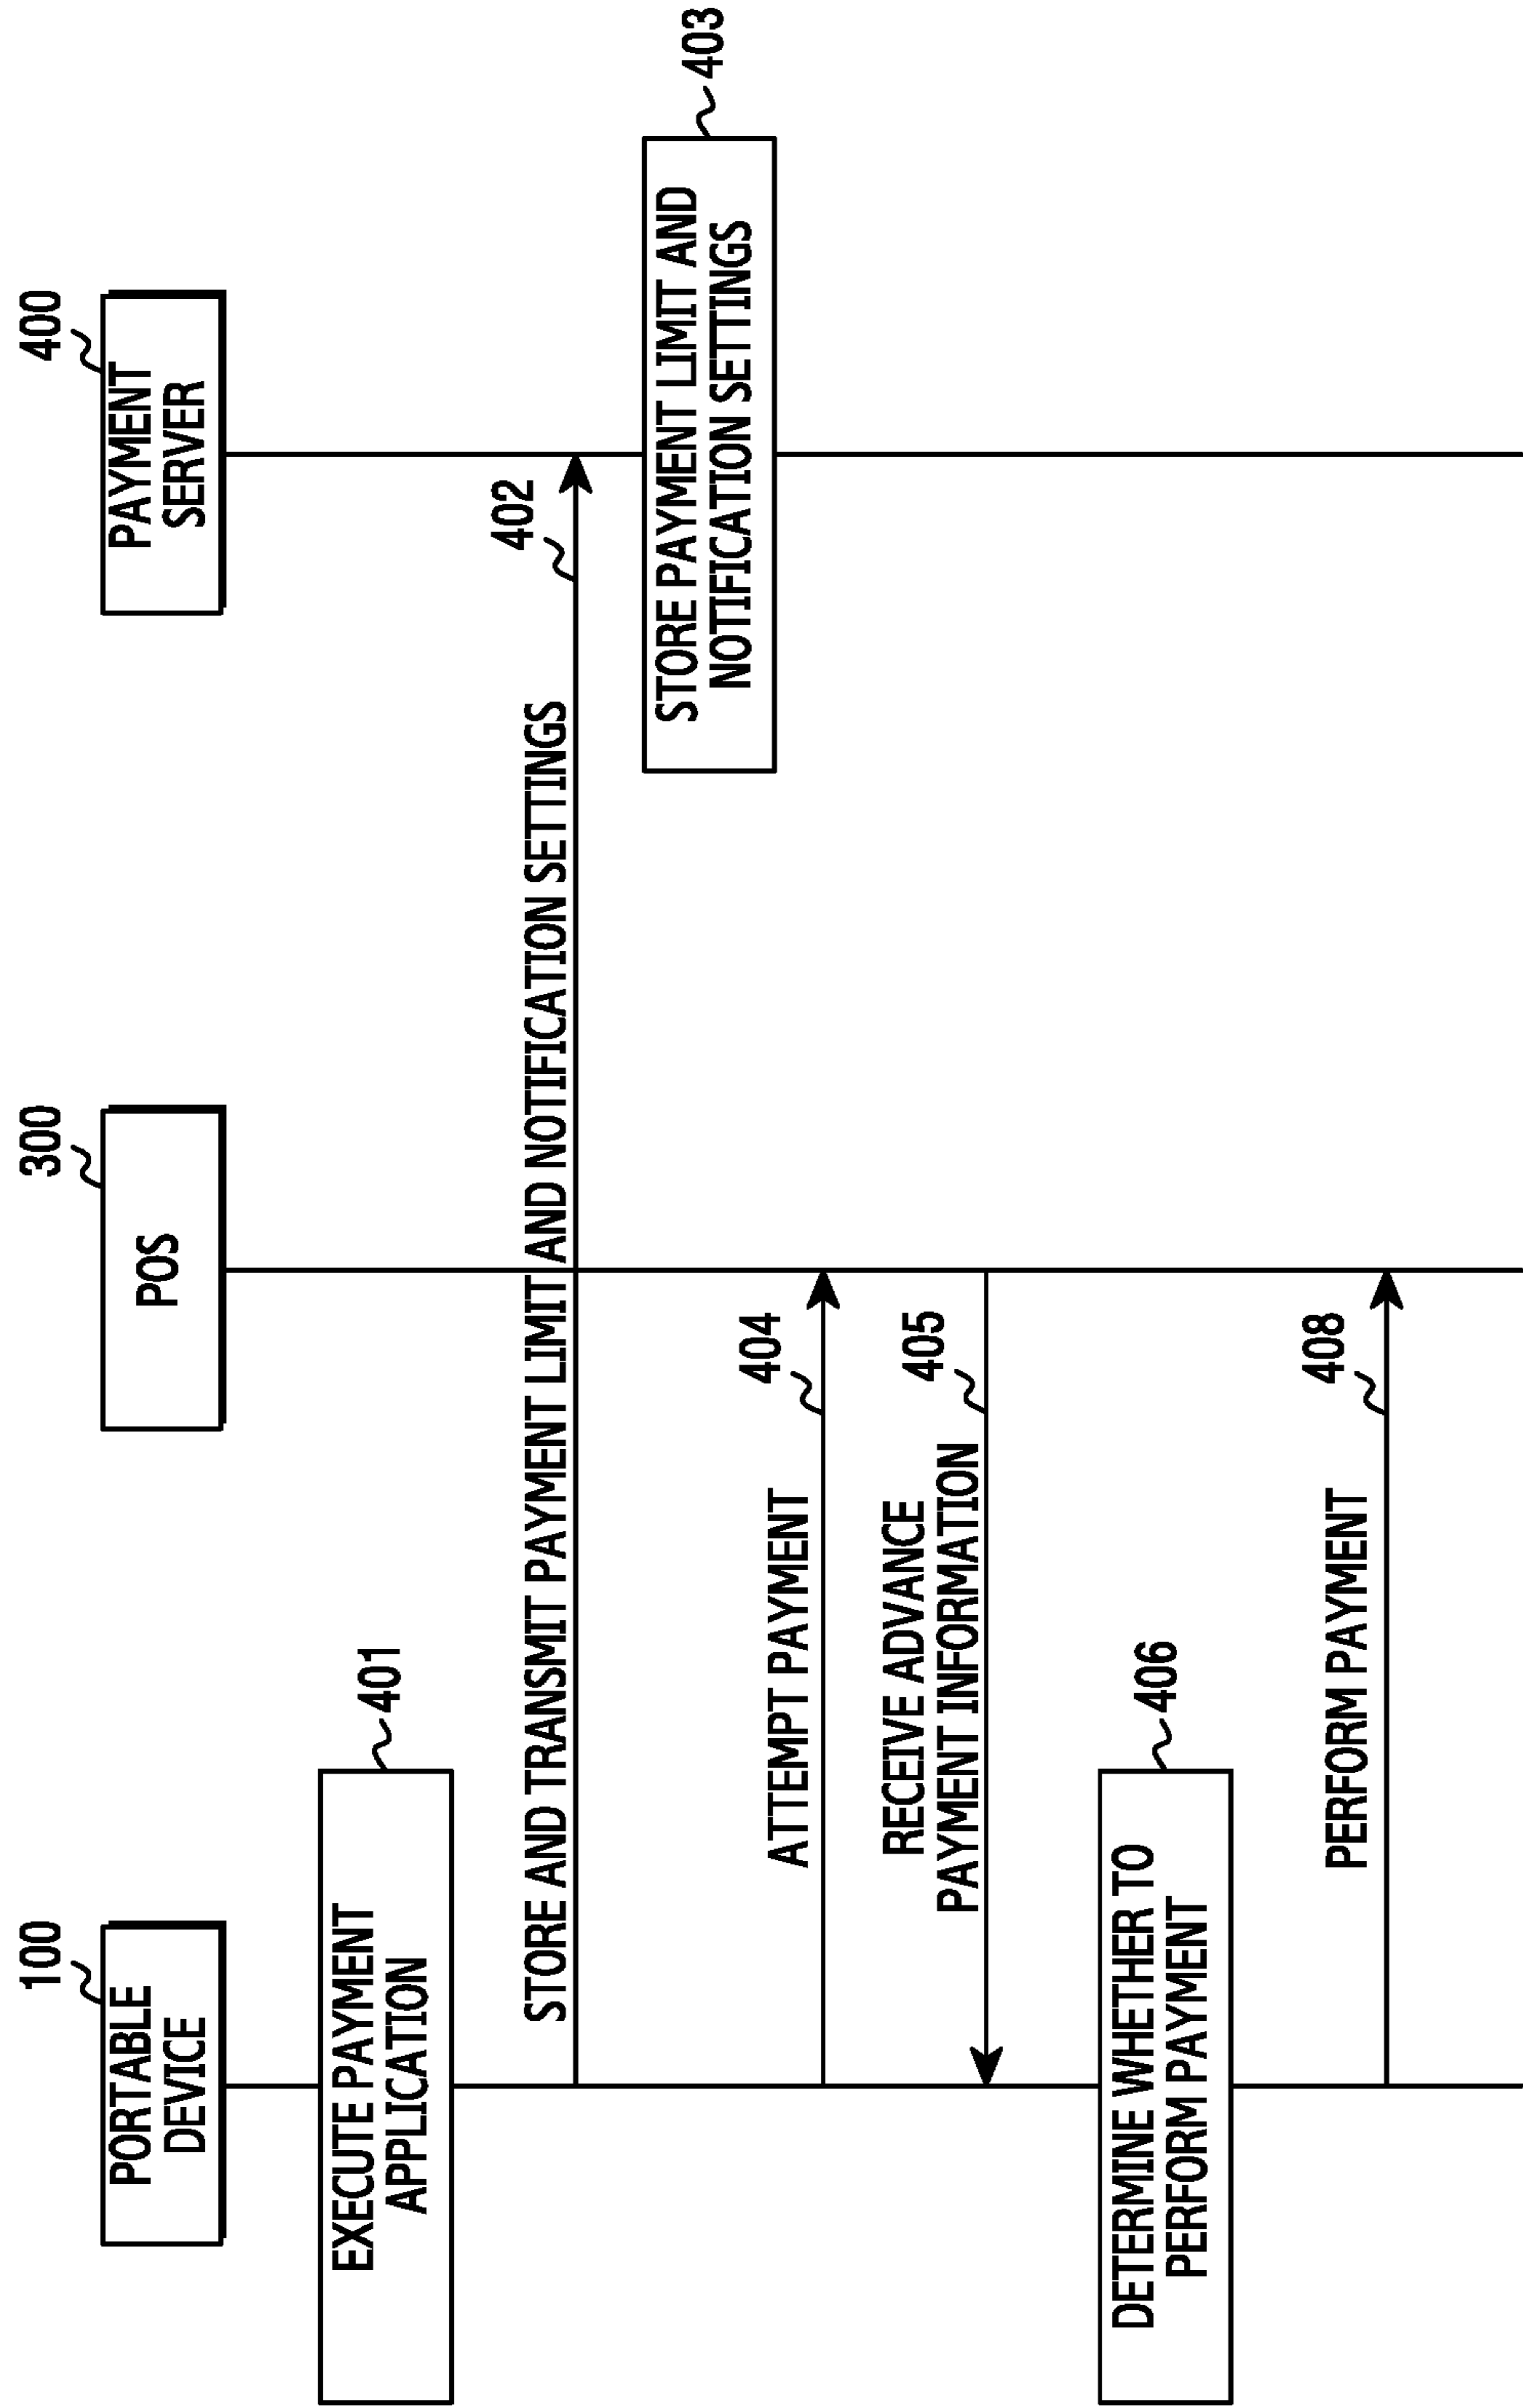 100
300
400
PORTABLE
DEVICE
POS
PAYMENT
SERVER
EXECUTE PAYMENT
APPLICATION
401
402
STORE AND TRANSMIT PAYMENT LIMIT AND NOTIFICATION SETTINGS
STORE PAYMENT LIMIT AND
NOTIFICATION SETTINGS
403
404
ATTEMPT PAYMENT
405
RECEIVE ADVANCE
PAYMENT INFORMATION
DETERMINE WHETHER TO
PERFORM PAYMENT
406
408
PERFORM PAYMENT